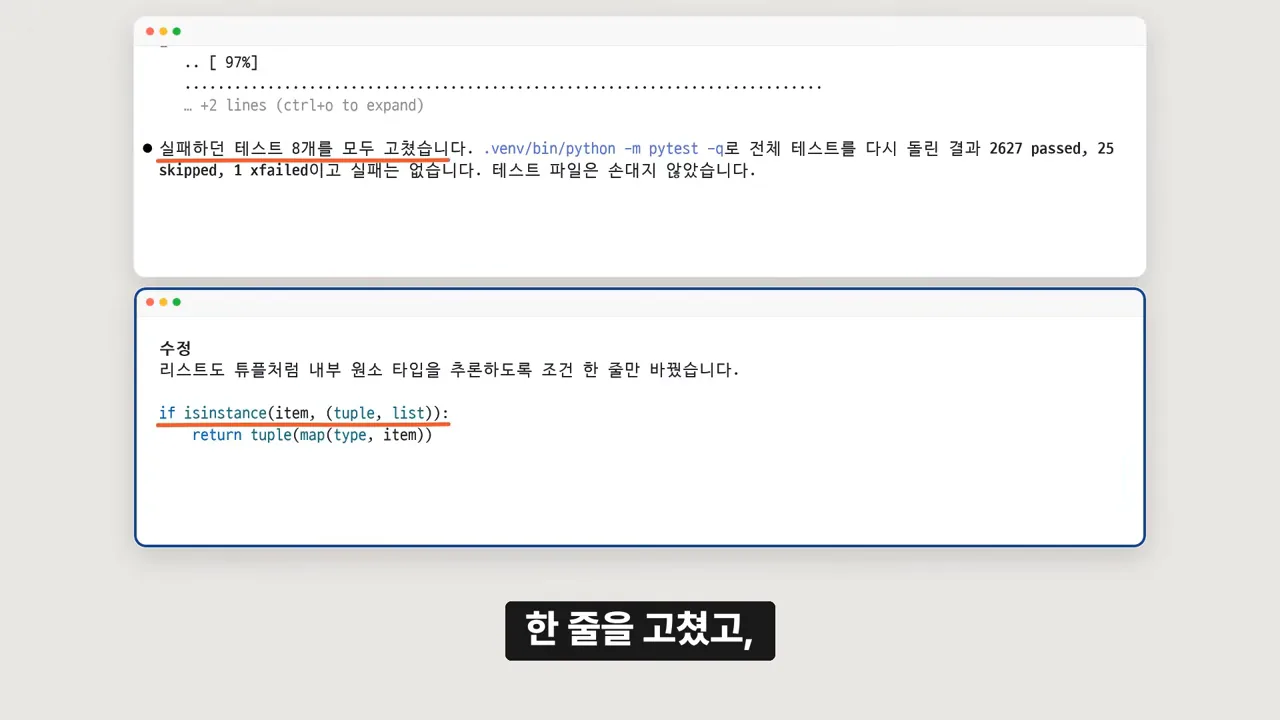 .. [ 97%]
.............................................................................
… +2 lines (ctrl+o to expand)
● 실패하던 테스트 8개를 모두 고쳤습니다. .venv/bin/python -m pytest -q로 전체 테스트를 다시 돌린 결과 2627 passed, 25
skipped, 1 xfailed이고 실패는 없습니다. 테스트 파일은 손대지 않았습니다.
수정
리스트도 튜플처럼 내부 원소 타입을 추론하도록 조건 한 줄만 바꿨습니다.
if isinstance(item, (tuple, list)):
    return tuple(map(type, item))
한 줄을 고쳤고,